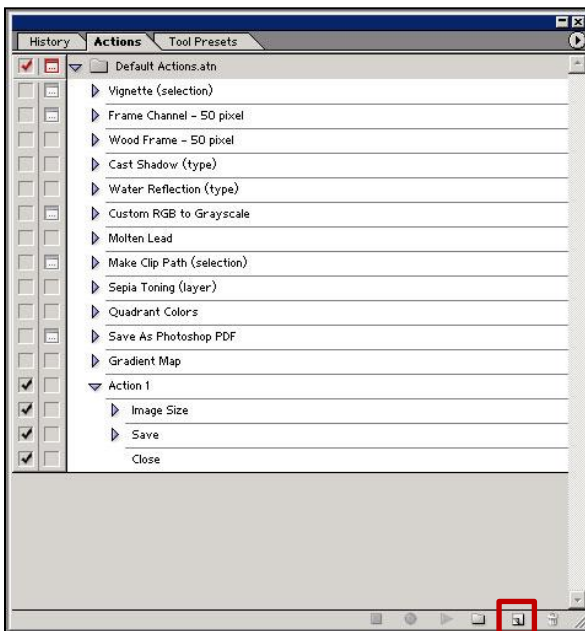 History Actions Tool Presets
Default Actions.atn
Vignette (selection)
Frame Channel - 50 pixel
Wood Frame - 50 pixel
Cast Shadow (type)
Water Reflection (type)
Custom RGB to Grayscale
Molten Lead
Make Clip Path (selection)
Sepia Toning (layer)
Quadrant Colors
Save As Photoshop PDF
Gradient Map
Action 1
Image Size
Save
Close